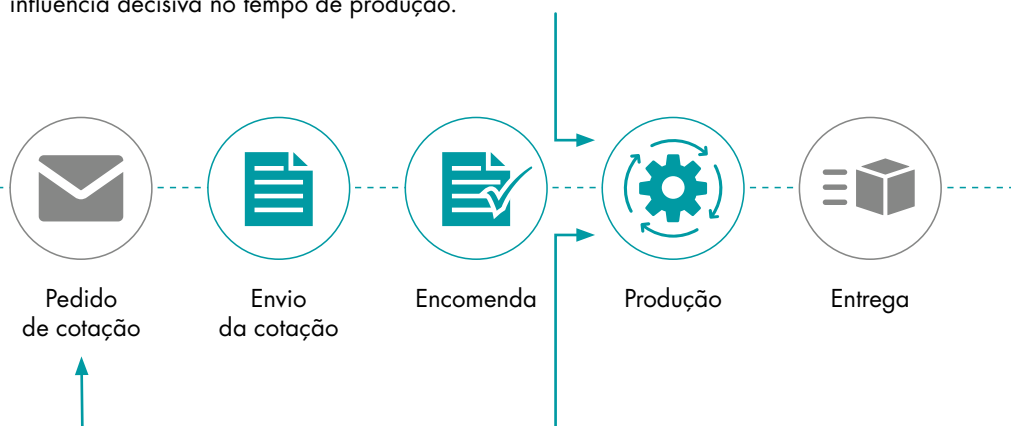 influência decisiva no tempo de produção.
Pedido
de cotação
Envio
da cotação
Encomenda
Produção
Entrega